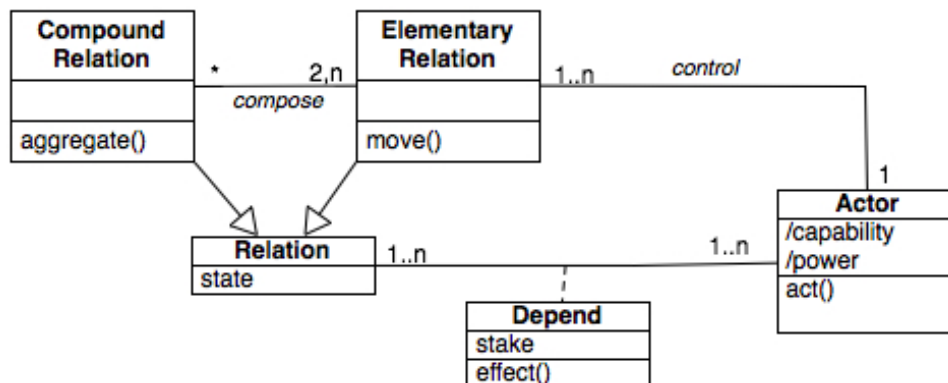 Compound
Relation
aggregate()
*
2,n
compose
Elementary
Relation
move()
1..n
control
1
Relation
state
1..n
1..n
Actor
/capability
/power
act()
Depend
stake
effect()